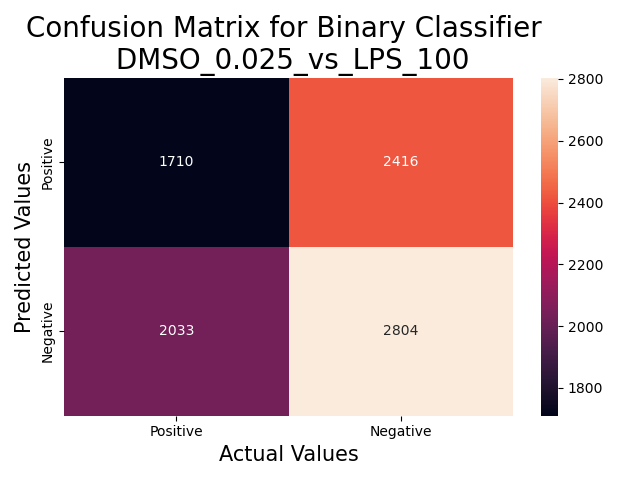 Confusion Matrix for Binary Classifier
DMSO_0.025_vs_LPS_100
Predicted Values
Positive
Negative
1710
2416
2033
2804
Positive
Negative
Actual Values
2800
2600
2400
2200
2000
1800